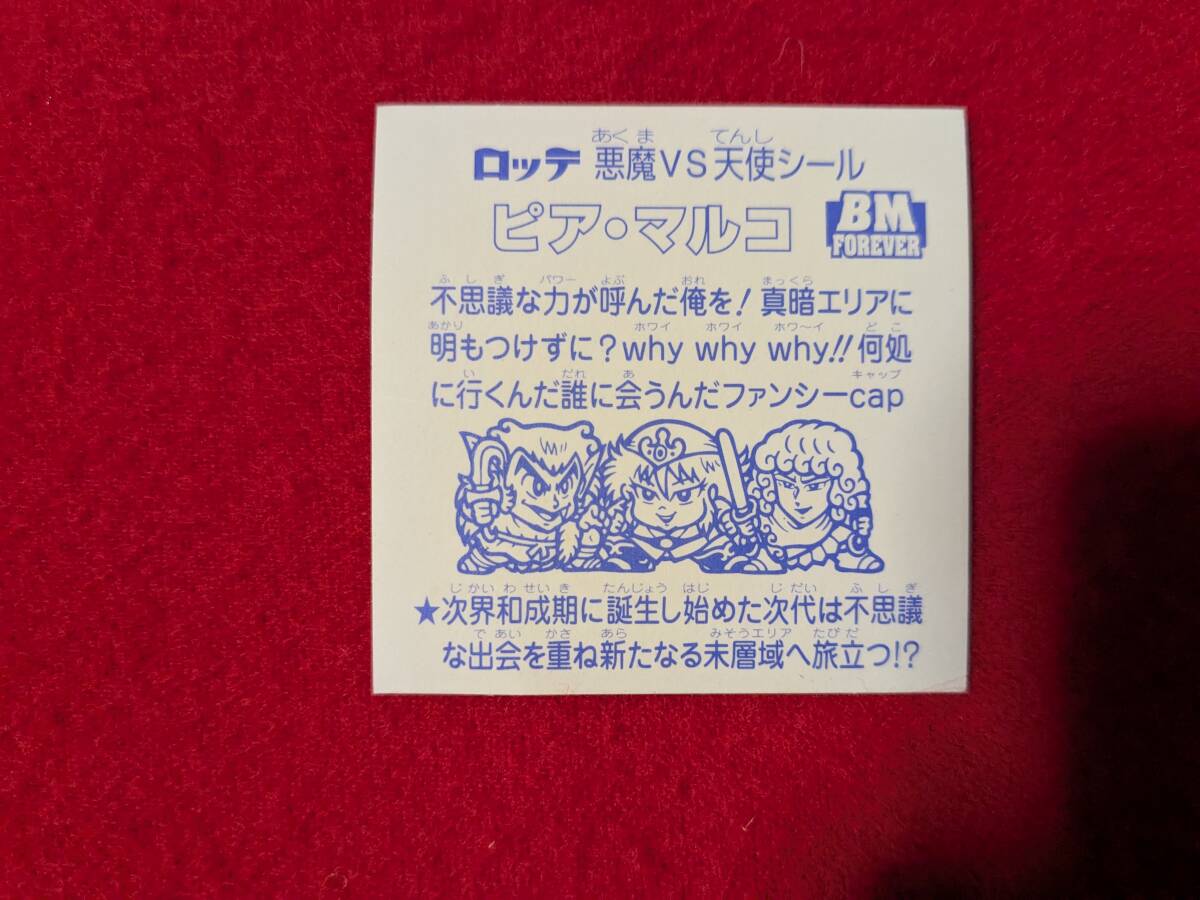 あくま てんし
ロッテ 悪魔VS天使シール
ピア・マルコ
BM
FOREVER
ふしぎ パワー よぶ おれ まっくら
不思議な力が呼んだ俺を!真暗エリアに
あかり ホワイ ホワイ ホワ〜イ どこ
明もつけずに?why why why!!何処
い だれ あ キャップ
に行くんだ誰に会うんだファンシーcap
じかいわせいき たんじょう はじ じだい ふしぎ
★次界和成期に誕生し始めた次代は不思議
であい かさ あら みそうエリア たびだ
な出会を重ね新たなる末層域へ旅立つ!?